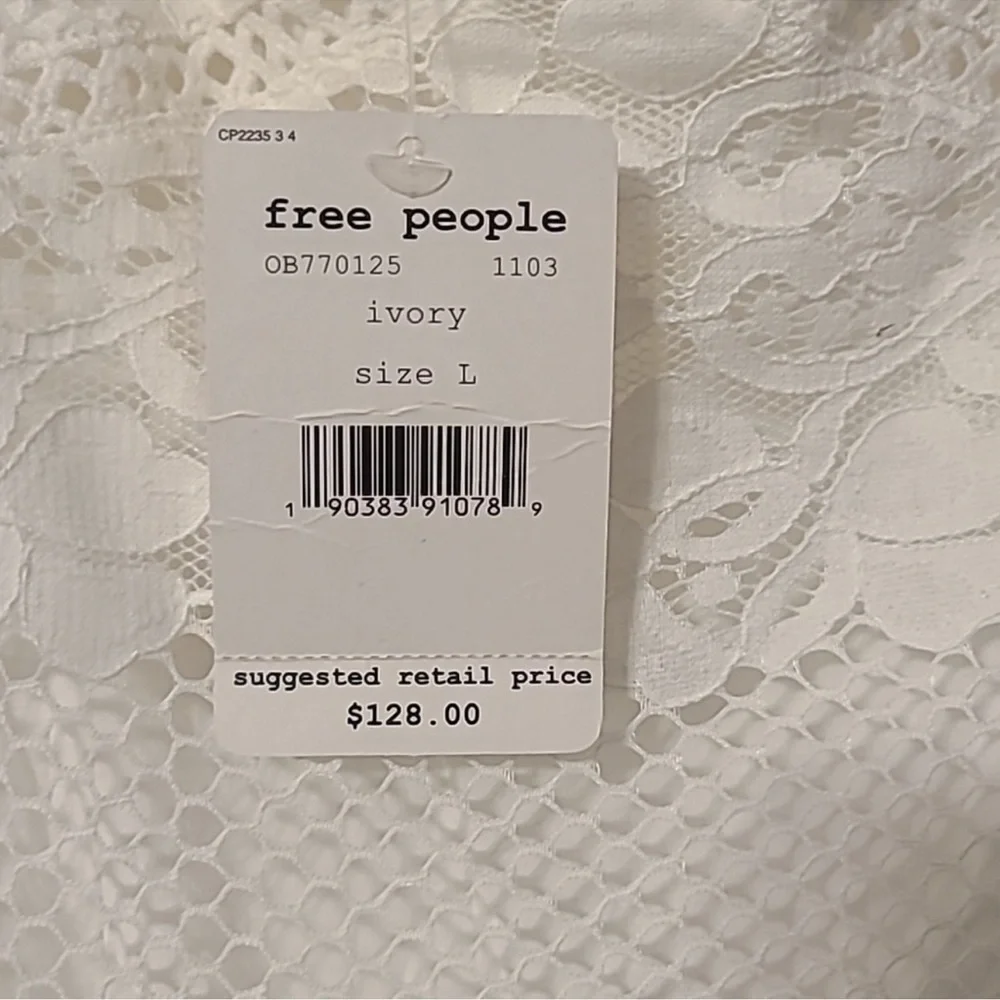 CP2235 3 4
free people
OB770125 1103
ivory
size L
1 90383 91078 9
suggested retail price
$128.00